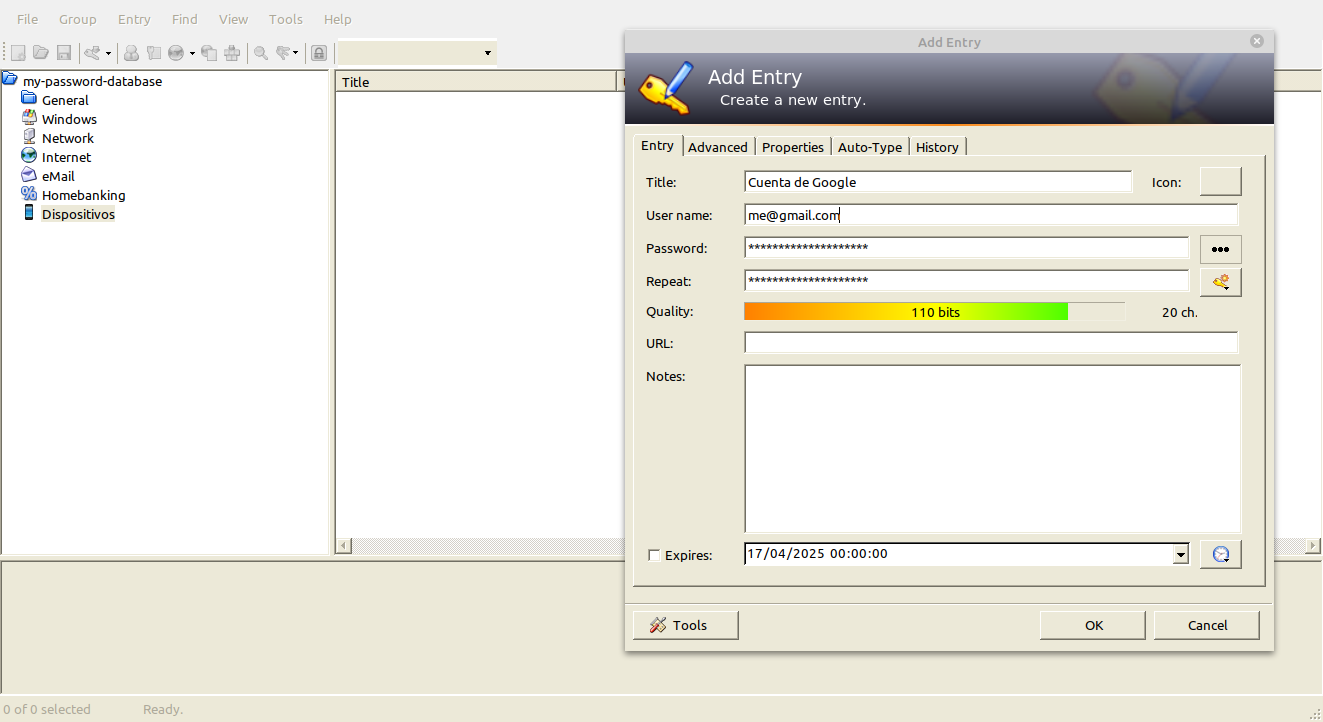 File Group Entry Find View Tools Help
my-password-database
General
Windows
Network
Internet
eMail
Homebanking
Dispositivos
Title
Add Entry
Add Entry
Create a new entry.
Entry Advanced Properties Auto-Type History
Title: Cuenta de Google Icon:
User name: me@gmail.com
Password: ********************
Repeat: ********************
Quality: 110 bits 20 ch.
URL:
Notes:
Expires: 17/04/2025 00:00:00
Tools OK Cancel
0 of 0 selected Ready.